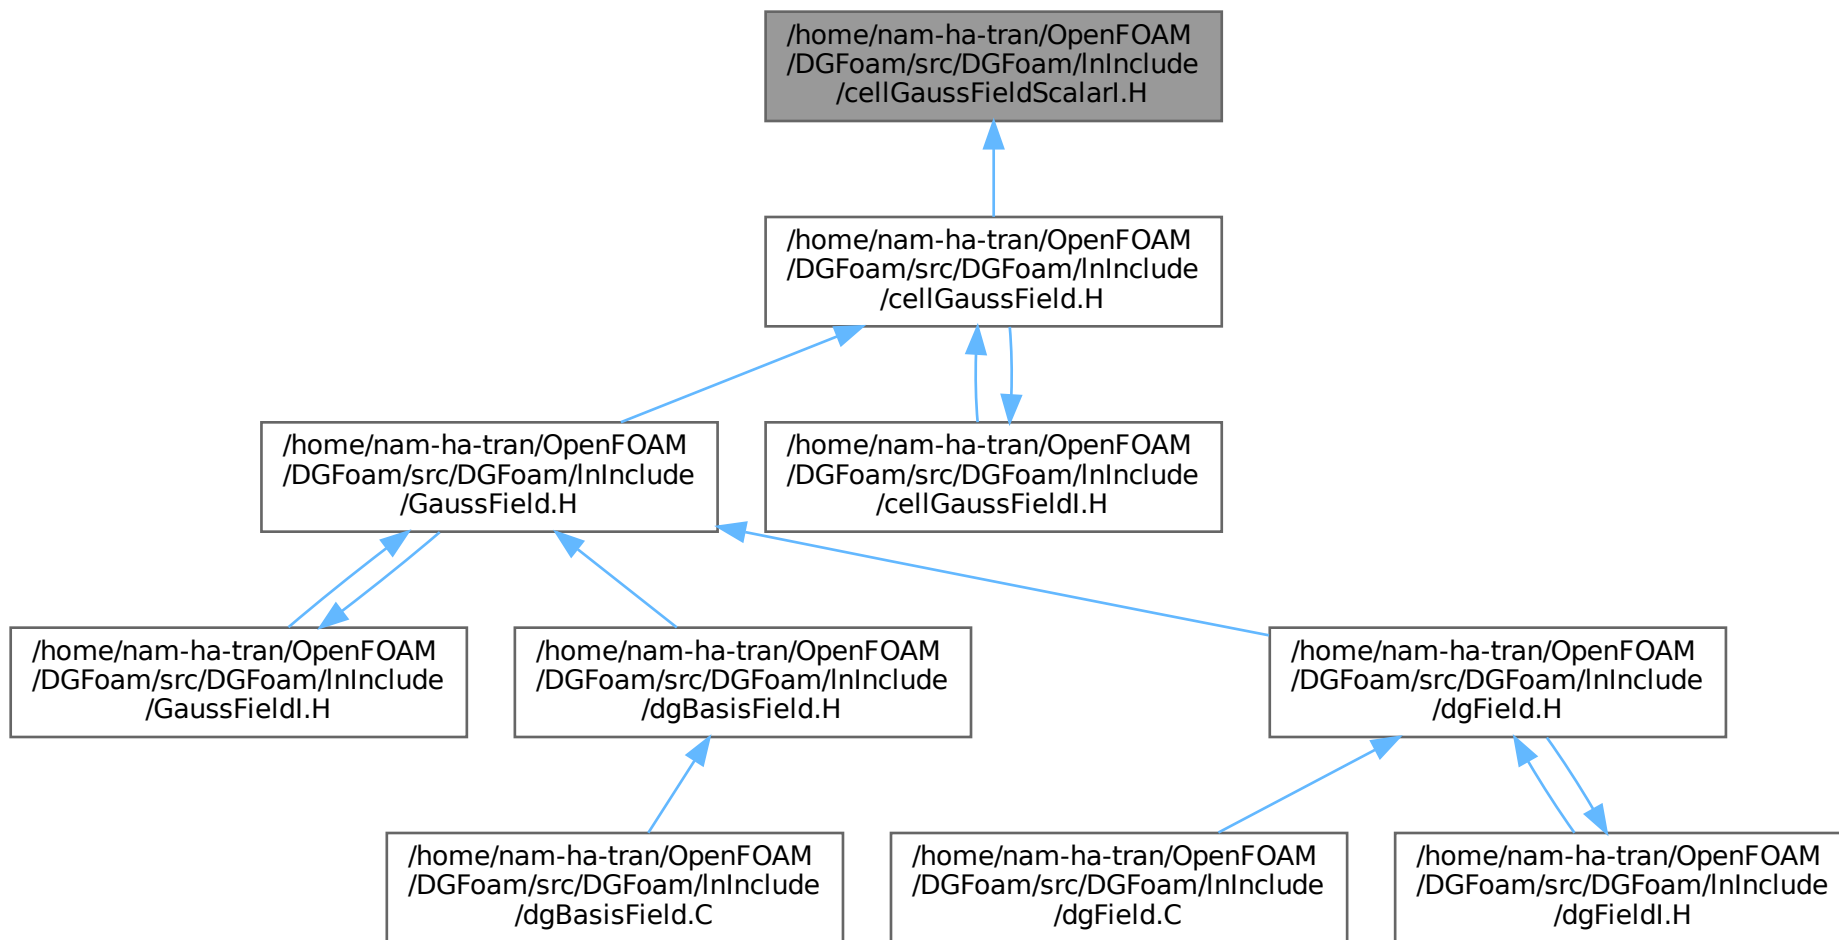 /home/nam-ha-tran/OpenFOAM
/DGFoam/src/DGFoam/lnInclude
/cellGaussFieldScalarI.H
/home/nam-ha-tran/OpenFOAM
/DGFoam/src/DGFoam/lnInclude
/cellGaussField.H
/home/nam-ha-tran/OpenFOAM
/DGFoam/src/DGFoam/lnInclude
/GaussField.H
/home/nam-ha-tran/OpenFOAM
/DGFoam/src/DGFoam/lnInclude
/cellGaussFieldI.H
/home/nam-ha-tran/OpenFOAM
/DGFoam/src/DGFoam/lnInclude
/GaussFieldI.H
/home/nam-ha-tran/OpenFOAM
/DGFoam/src/DGFoam/lnInclude
/dgBasisField.H
/home/nam-ha-tran/OpenFOAM
/DGFoam/src/DGFoam/lnInclude
/dgField.H
/home/nam-ha-tran/OpenFOAM
/DGFoam/src/DGFoam/lnInclude
/dgBasisField.C
/home/nam-ha-tran/OpenFOAM
/DGFoam/src/DGFoam/lnInclude
/dgField.C
/home/nam-ha-tran/OpenFOAM
/DGFoam/src/DGFoam/lnInclude
/dgFieldI.H